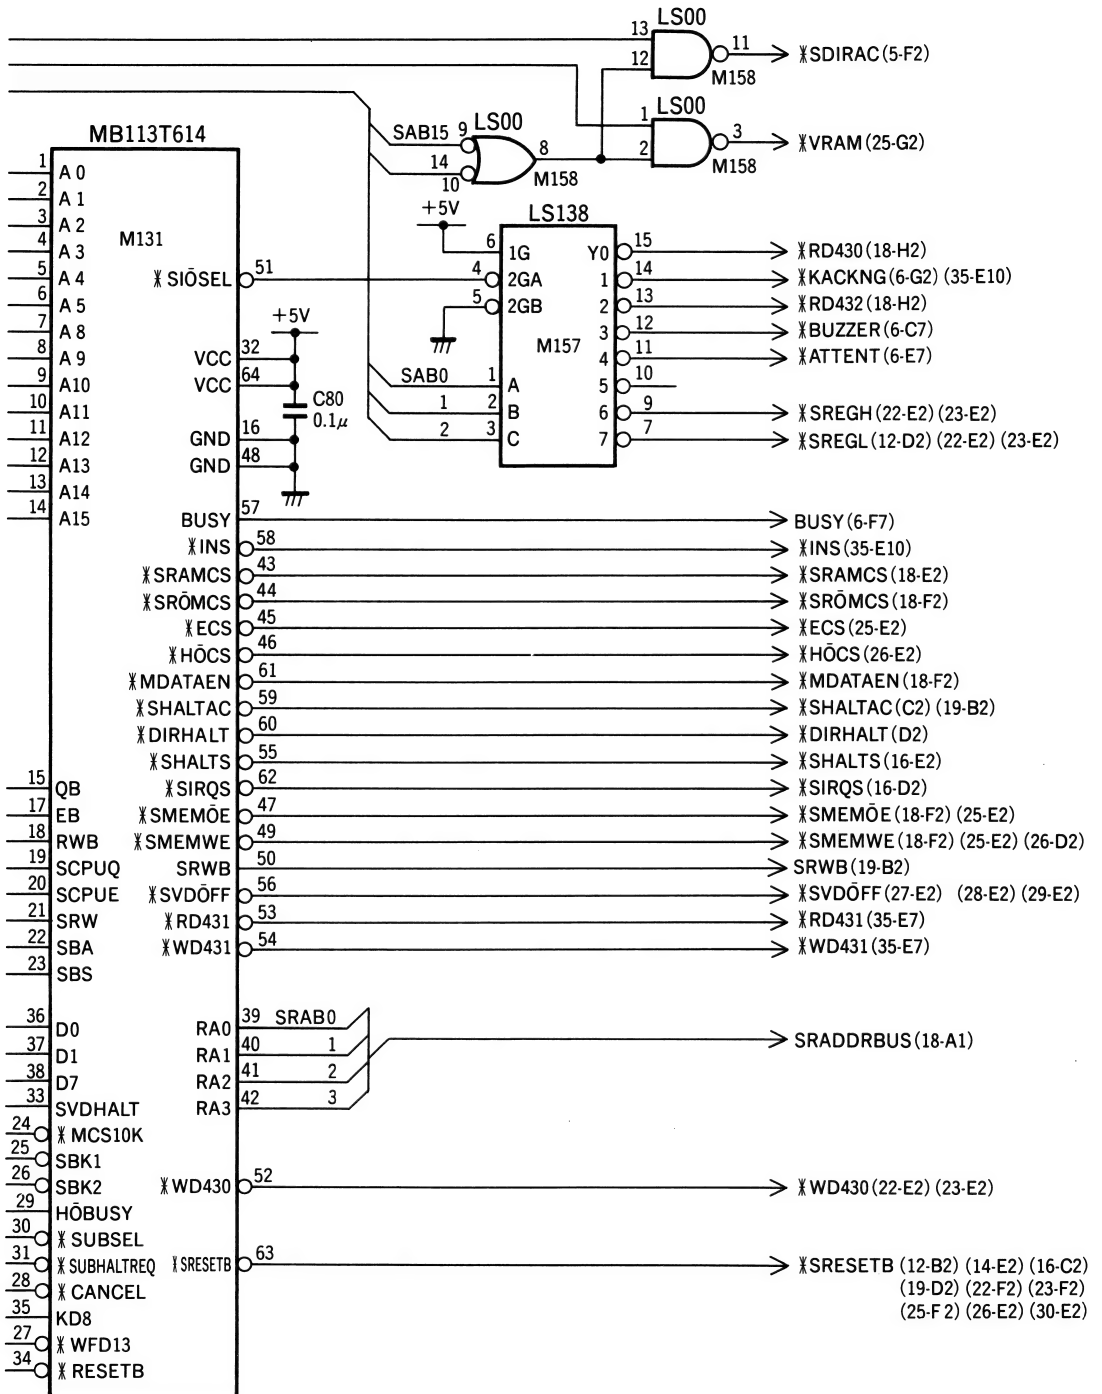 LS00
13 11 ※SDIRAC(5-F2)
12
M158
LS00
1 3 ※VRAM(25-G2)
2
M158
SAB15 9 LS00
8
14
10 M158
MB113T614
M131
1 A0
2 A1
3 A2
4 A3
5 A4
6 A5
7 A8
8 A9
9 A10
10 A11
11 A12
12 A13
13 A14
14 A15
※SIŌSEL 51
+5V
VCC 32
VCC 64
C80
0.1μ
GND 16
GND 48
+5V
LS138
M157
6 1G
4 2GA
5 2GB
SAB0 1 A
1 2 B
2 3 C
Y0 15 ※RD430(18-H2)
1 14 ※KACKNG(6-G2) (35-E10)
2 13 ※RD432(18-H2)
3 12 ※BUZZER(6-C7)
4 11 ※ATTENT(6-E7)
5 10
6 9 ※SREGH(22-E2) (23-E2)
7 7 ※SREGL(12-D2) (22-E2) (23-E2)
BUSY 57 BUSY(6-F7)
※INS 58 ※INS(35-E10)
※SRAMCS 43 ※SRAMCS(18-E2)
※SRŌMCS 44 ※SRŌMCS(18-F2)
※ECS 45 ※ECS(25-E2)
※HŌCS 46 ※HŌCS(26-E2)
※MDATAEN 61 ※MDATAEN(18-F2)
※SHALTAC 59 ※SHALTAC(C2) (19-B2)
※DIRHALT 60 ※DIRHALT(D2)
※SHALTS 55 ※SHALTS(16-E2)
15 QB ※SIRQS 62 ※SIRQS(16-D2)
17 EB ※SMEMŌE 47 ※SMEMŌE(18-F2) (25-E2)
18 RWB ※SMEMWE 49 ※SMEMWE(18-F2) (25-E2) (26-D2)
19 SCPUQ SRWB 50 SRWB(19-B2)
20 SCPUE ※SVDŌFF 56 ※SVDŌFF(27-E2) (28-E2) (29-E2)
21 SRW ※RD431 53 ※RD431(35-E7)
22 SBA ※WD431 54 ※WD431(35-E7)
23 SBS
36 D0 RA0 39 SRAB0
37 D1 RA1 40 1 SRADDRBUS(18-A1)
38 D7 RA2 41 2
33 SVDHALT RA3 42 3
24 ※MCS10K
25 SBK1
26 SBK2 ※WD430 52 ※WD430(22-E2) (23-E2)
29 HŌBUSY
30 ※SUBSEL
31 ※SUBHALTREQ ※SRESETB 63 ※SRESETB (12-B2) (14-E2) (16-C2)
28 ※CANCEL (19-D2) (22-F2) (23-F2)
35 KD8 (25-F2) (26-E2) (30-E2)
27 ※WFD13
34 ※RESETB